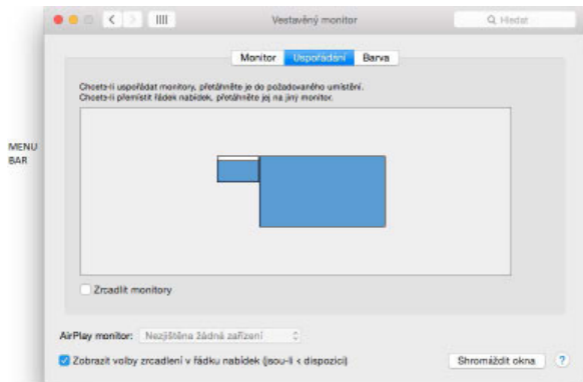 Vestavěný monitor
Hledat
Monitor Uspořádání Barva
Chcete-li uspořádat monitory, přetáhněte je do požadovaného umístění.
Chcete-li přemístit řádek nabídek, přetáhněte jej na jiný monitor.
MENU
BAR
Zrcadlit monitory
AirPlay monitor: Nezjištěna žádná zařízení
Zobrazit volby zrcadlení v řádku nabídek (jsou-li k dispozici)
Shromáždit okna ?